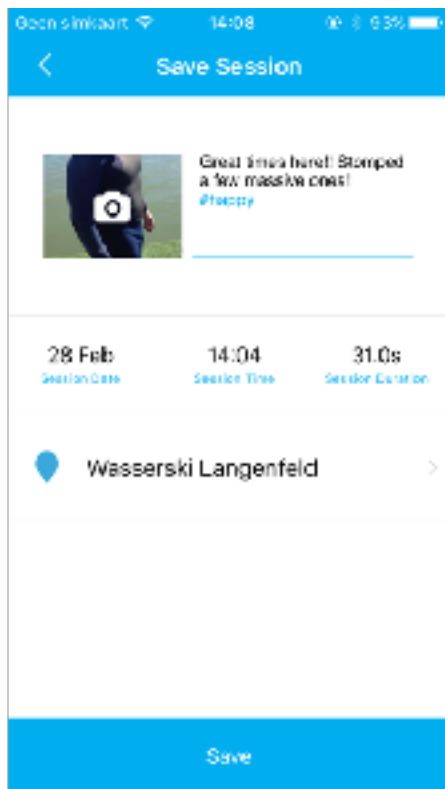 Geen simkaart 14:08 93%
Save Session
Great times here!! Stomped
a few massive ones!
#happy
28 Feb 14:04 31.0s
Session Date Session Time Session Duration
Wasserski Langenfeld
Save